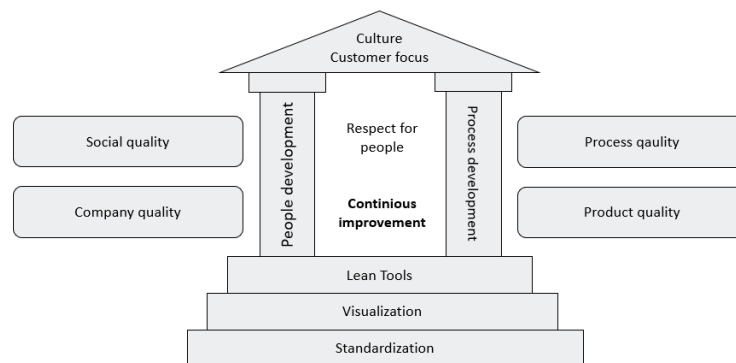 Culture
Customer focus
Social quality
Company quality
People development
Respect for
people
Continious
improvement
Process development
Process qaulity
Product quality
Lean Tools
Visualization
Standardization